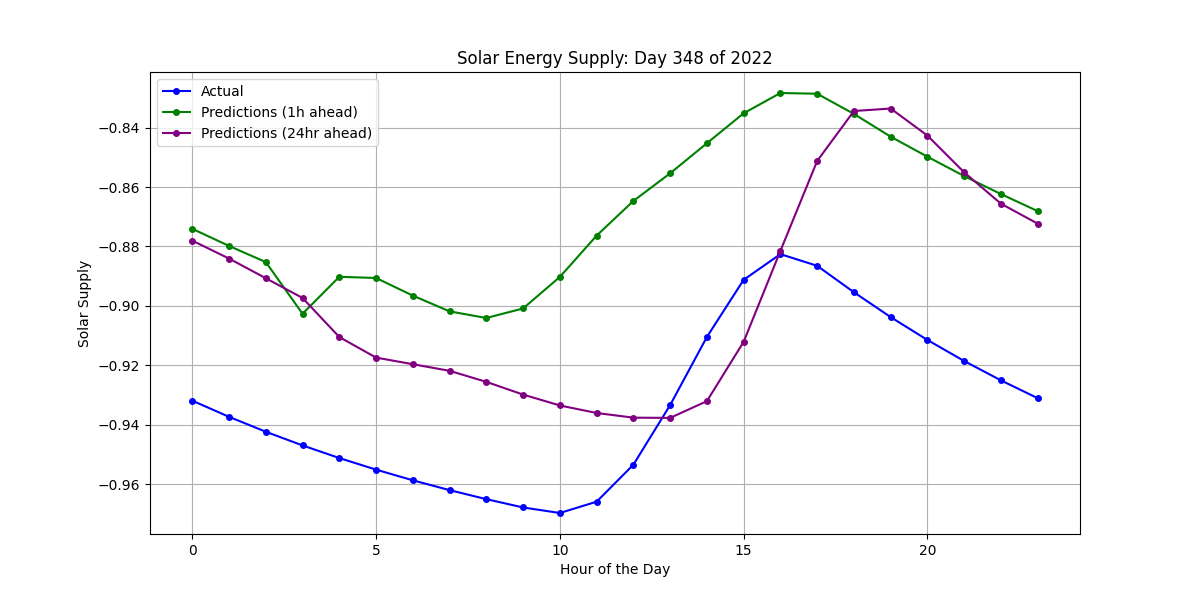 Solar Energy Supply: Day 348 of 2022
Actual
Predictions (1h ahead)
Predictions (24hr ahead)
Solar Supply
−0.84
−0.86
−0.88
−0.90
−0.92
−0.94
−0.96
0 5 10 15 20
Hour of the Day